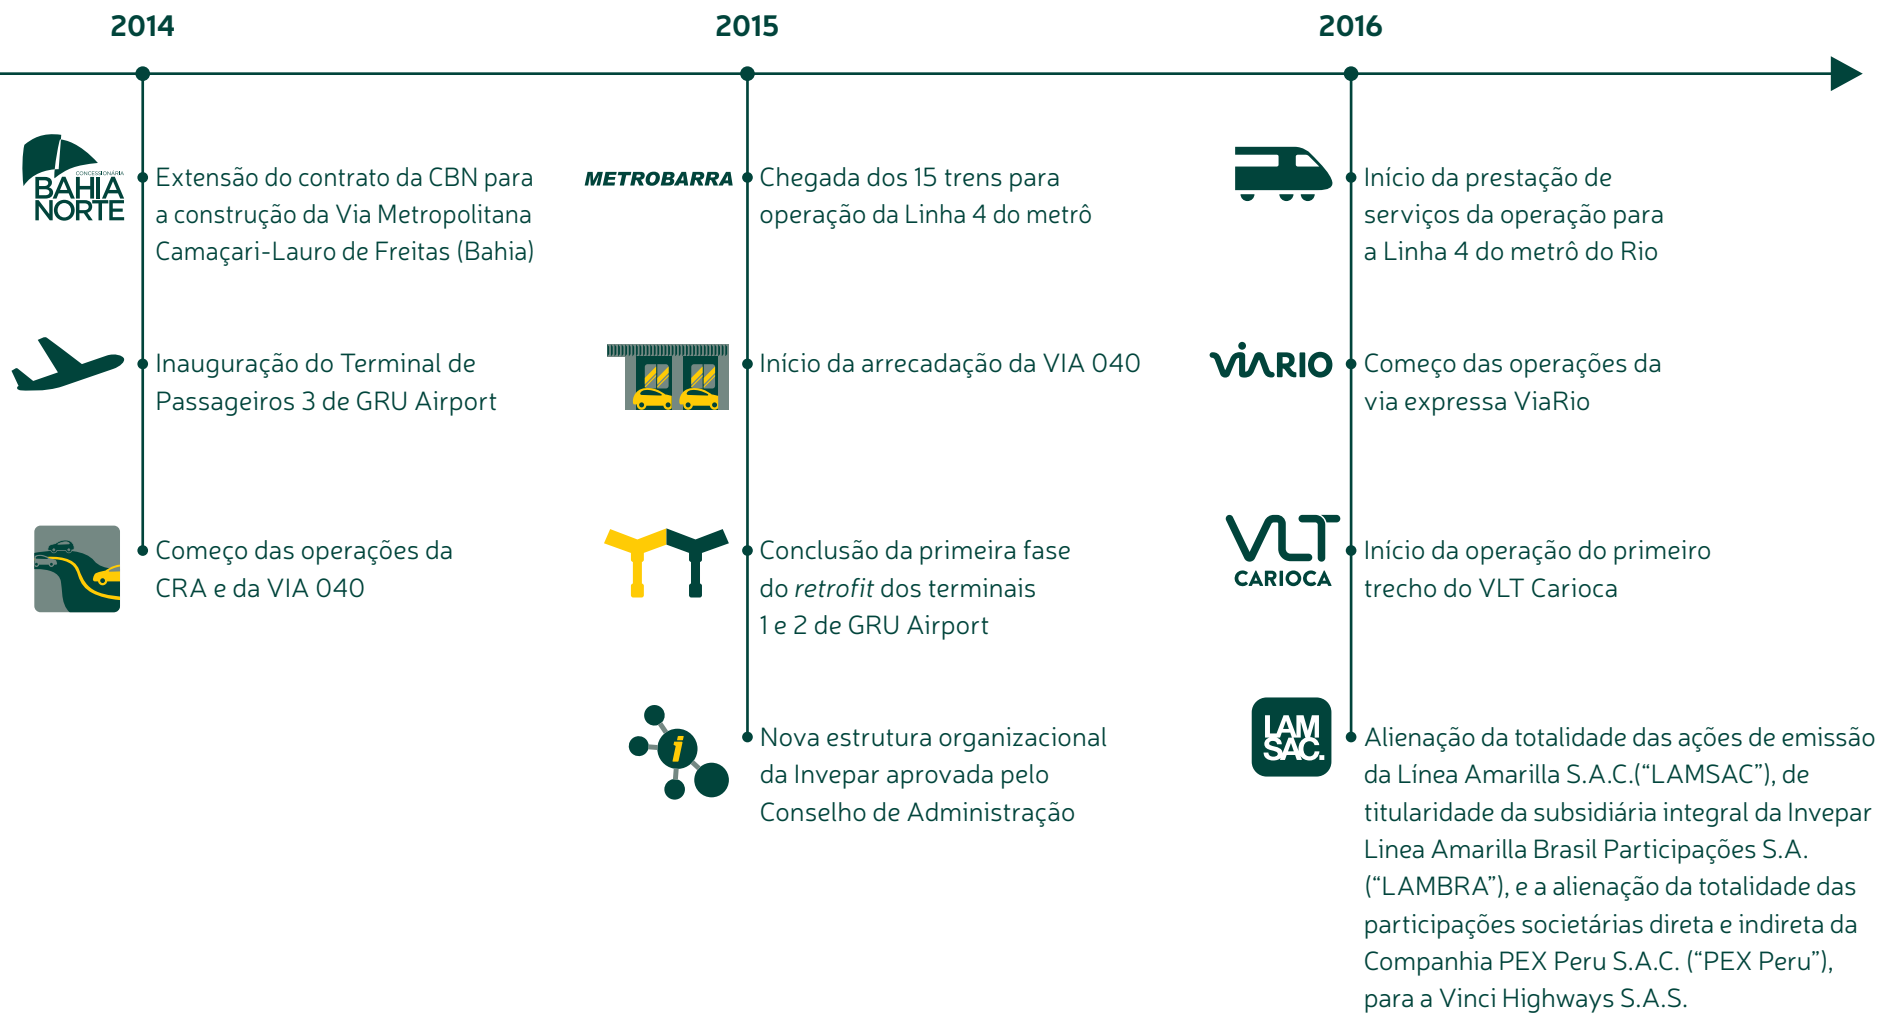 2014
CONCESSIONÁRIA
BAHIA
NORTE
Extensão do contrato da CBN para
a construção da Via Metropolitana
Camaçari-Lauro de Freitas (Bahia)
Inauguração do Terminal de
Passageiros 3 de GRU Airport
Começo das operações da
CRA e da VIA 040
2015
METROBARRA
Chegada dos 15 trens para
operação da Linha 4 do metrô
Início da arrecadação da VIA 040
Conclusão da primeira fase
do retrofit dos terminais
1 e 2 de GRU Airport
i
Nova estrutura organizacional
da Invepar aprovada pelo
Conselho de Administração
2016
Início da prestação de
serviços da operação para
a Linha 4 do metrô do Rio
VIARIO
Começo das operações da
via expressa ViaRio
VLT
CARIOCA
Início da operação do primeiro
trecho do VLT Carioca
LAM
SAC.
Alienação da totalidade das ações de emissão
da Línea Amarilla S.A.C.(“LAMSAC”), de
titularidade da subsidiária integral da Invepar
Linea Amarilla Brasil Participações S.A.
(“LAMBRA”), e a alienação da totalidade das
participações societárias direta e indireta da
Companhia PEX Peru S.A.C. (“PEX Peru”),
para a Vinci Highways S.A.S.